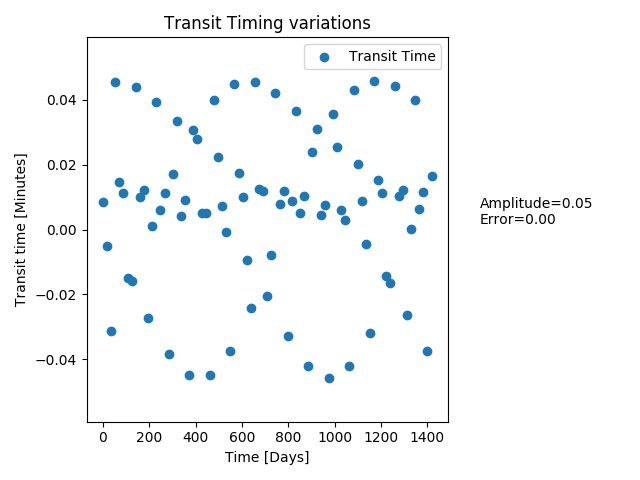 Transit Timing variations
Transit Time
0.04
0.02
0.00
−0.02
−0.04
Transit time [Minutes]
0 200 400 600 800 1000 1200 1400
Time [Days]
Amplitude=0.05
Error=0.00